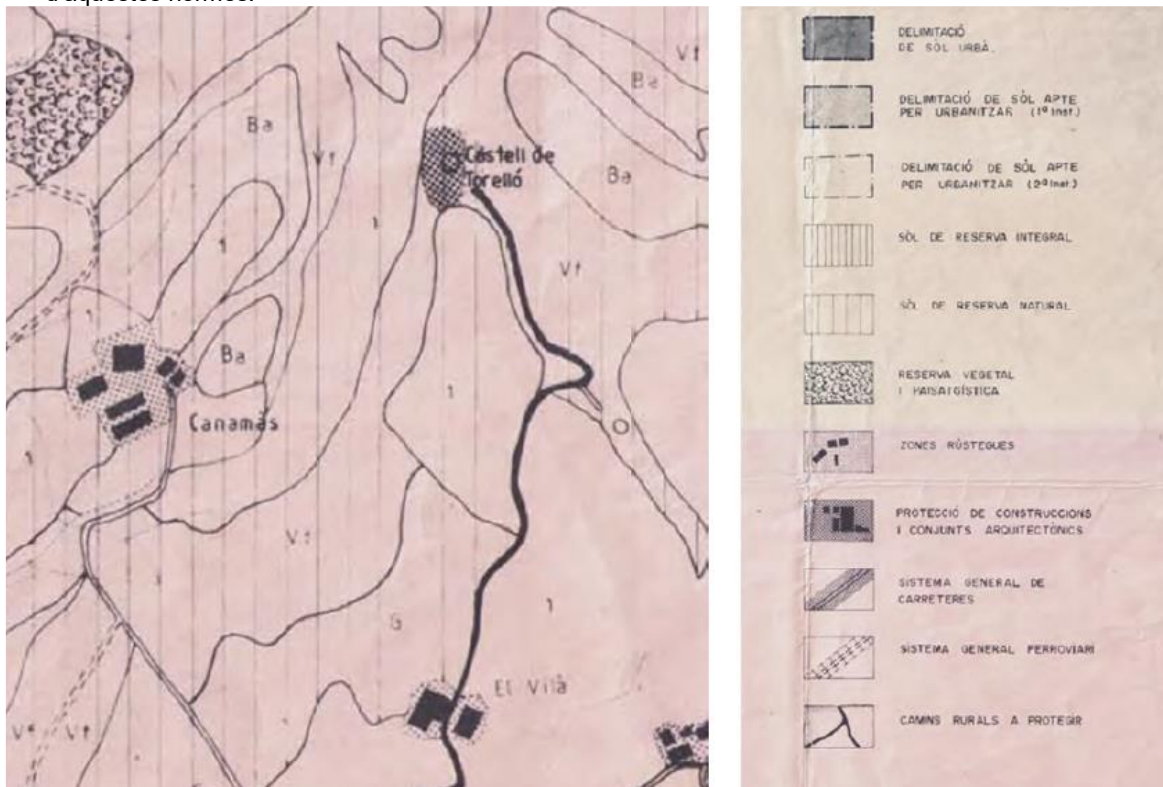 d'aquestes normes.
Ba
Vf
Vf
Ba
Castell de
Torelló
Ba
1
1
Vf
1
Ba
1
Canamàs
O
1
Vf
1
G
1
El Vilà
Vf
Vf
DELIMITACIÓ
DE SÒL URBÀ.
DELIMITACIÓ DE SÒL APTE
PER URBANITZAR (1ª Inst.)
DELIMITACIÓ DE SÒL APTE
PER URBANITZAR (2ª Inst.)
SÒL DE RESERVA INTEGRAL
SÒL DE RESERVA NATURAL
RESERVA VEGETAL
I PAISATGÍSTICA
ZONES RÚSTEGUES
PROTECCIÓ DE CONSTRUCCIONS
I CONJUNTS ARQUITECTÒNICS
SISTEMA GENERAL DE
CARRETERES
SISTEMA GENERAL FERROVIARI
CAMINS RURALS A PROTEGIR